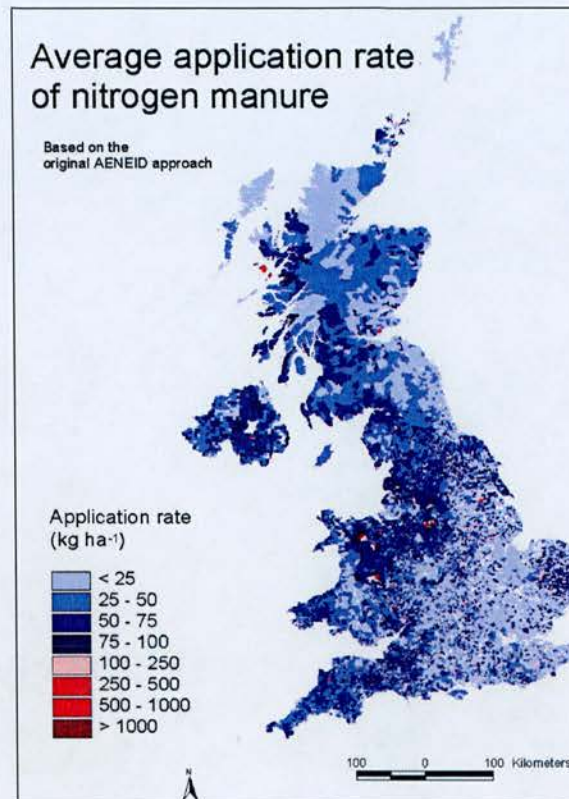 Average application rate
of nitrogen manure
Based on the
original AENEID approach
Application rate
(kg ha⁻¹)
< 25
25 - 50
50 - 75
75 - 100
100 - 250
250 - 500
500 - 1000
> 1000
N
100 0 100 Kilometers